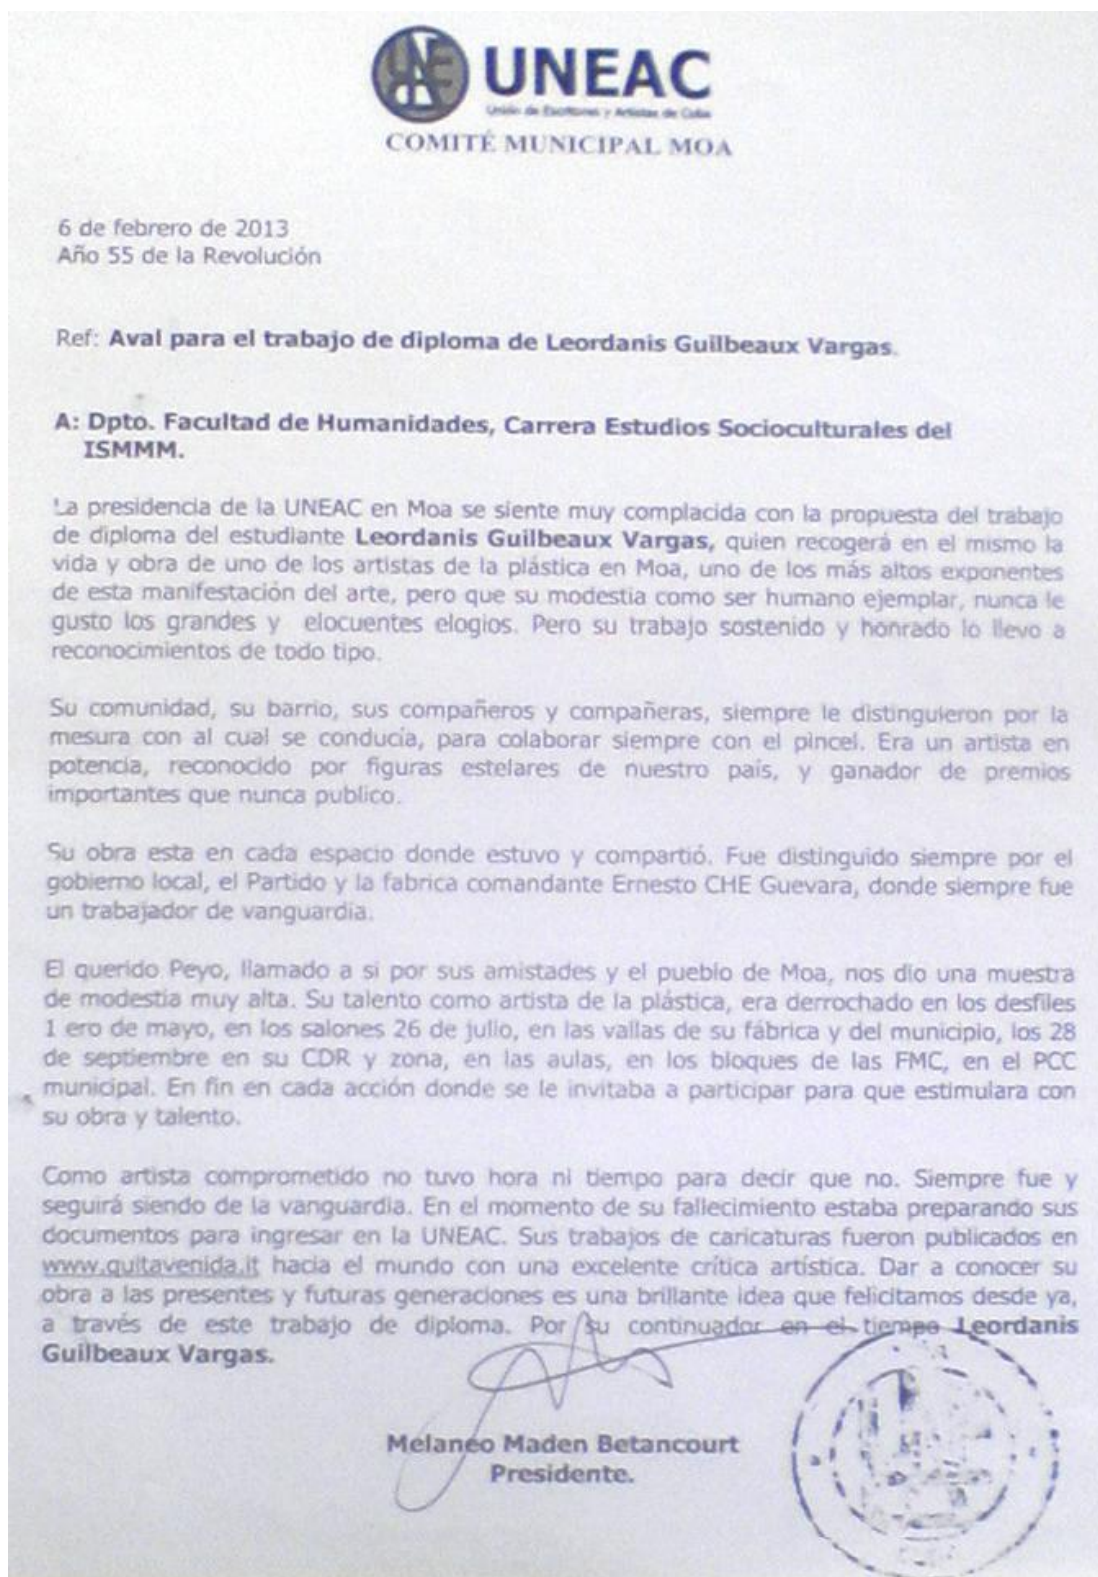 UNEAC
Unión de Escritores y Artistas de Cuba
COMITÉ MUNICIPAL MOA
6 de febrero de 2013
Año 55 de la Revolución
Ref: Aval para el trabajo de diploma de Leordanis Guilbeaux Vargas.
A: Dpto. Facultad de Humanidades, Carrera Estudios Socioculturales del
ISMMM.
La presidencia de la UNEAC en Moa se siente muy complacida con la propuesta del trabajo
de diploma del estudiante Leordanis Guilbeaux Vargas, quien recogerá en el mismo la
vida y obra de uno de los artistas de la plástica en Moa, uno de los más altos exponentes
de esta manifestación del arte, pero que su modestia como ser humano ejemplar, nunca le
gusto los grandes y elocuentes elogios. Pero su trabajo sostenido y honrado lo llevo a
reconocimientos de todo tipo.
Su comunidad, su barrio, sus compañeros y compañeras, siempre le distinguieron por la
mesura con al cual se conducía, para colaborar siempre con el pincel. Era un artista en
potencia, reconocido por figuras estelares de nuestro país, y ganador de premios
importantes que nunca publico.
Su obra esta en cada espacio donde estuvo y compartió. Fue distinguido siempre por el
gobierno local, el Partido y la fabrica comandante Ernesto CHE Guevara, donde siempre fue
un trabajador de vanguardia.
El querido Peyo, llamado a si por sus amistades y el pueblo de Moa, nos dio una muestra
de modestia muy alta. Su talento como artista de la plástica, era derrochado en los desfiles
1 ero de mayo, en los salones 26 de julio, en las vallas de su fábrica y del municipio, los 28
de septiembre en su CDR y zona, en las aulas, en los bloques de las FMC, en el PCC
municipal. En fin en cada acción donde se le invitaba a participar para que estimulara con
su obra y talento.
Como artista comprometido no tuvo hora ni tiempo para decir que no. Siempre fue y
seguirá siendo de la vanguardia. En el momento de su fallecimiento estaba preparando sus
documentos para ingresar en la UNEAC. Sus trabajos de caricaturas fueron publicados en
www.quitavenida.it hacia el mundo con una excelente crítica artística. Dar a conocer su
obra a las presentes y futuras generaciones es una brillante idea que felicitamos desde ya,
a través de este trabajo de diploma. Por su continuador en el tiempo Leordanis
Guilbeaux Vargas.
Melaneo Maden Betancourt
Presidente.